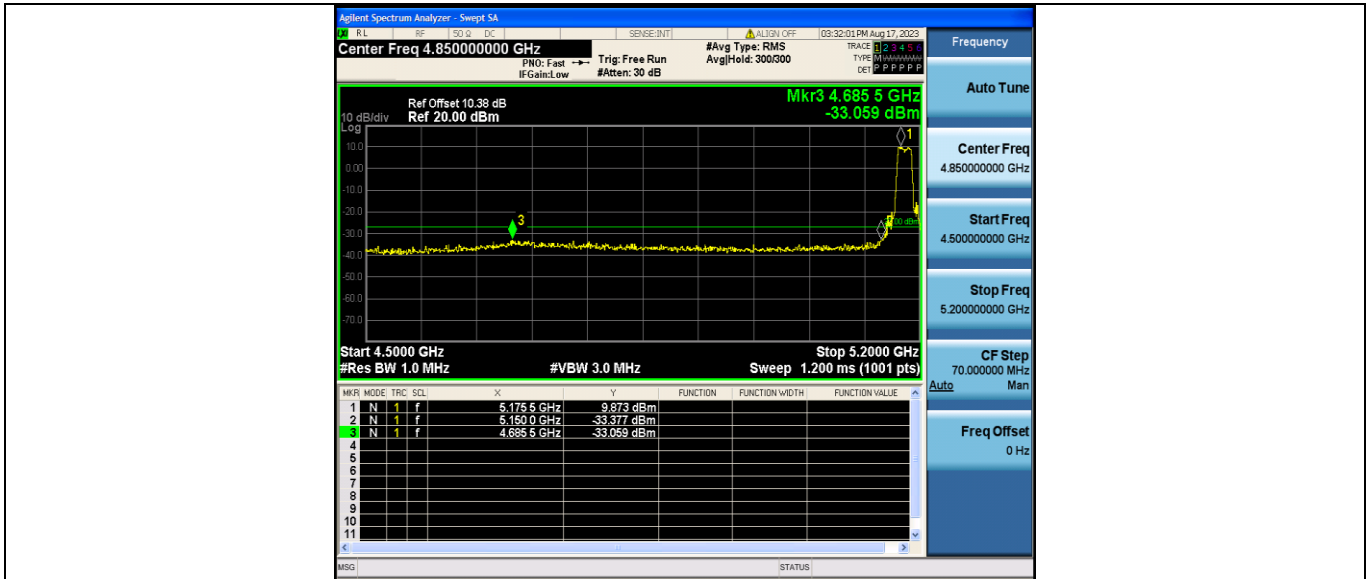 Agilent Spectrum Analyzer - Swept SA
LXI RL RF 50 Ω DC SENSE:INT ALIGN OFF 03:32:01 PM Aug 17, 2023
Center Freq 4.850000000 GHz
PNO: Fast
IFGain:Low
Trig: Free Run
#Atten: 30 dB
#Avg Type: RMS
Avg|Hold: 300/300
TRACE 1 2 3 4 5 6
TYPE M W W W W W
DET P P P P P P
Mkr3 4.685 5 GHz
-33.059 dBm
Ref Offset 10.38 dB
10 dB/div Ref 20.00 dBm
Log
10.0
0.00
-10.0
-20.0
-30.0
-40.0
-50.0
-60.0
-70.0
1
3
Start 4.5000 GHz Stop 5.2000 GHz
#Res BW 1.0 MHz #VBW 3.0 MHz Sweep 1.200 ms (1001 pts)
MKR MODE TRC SCL X Y FUNCTION FUNCTION WIDTH FUNCTION VALUE
1 N 1 f 5.175 5 GHz 9.873 dBm
2 N 1 f 5.150 0 GHz -33.377 dBm
3 N 1 f 4.685 5 GHz -33.059 dBm
4
5
6
7
8
9
10
11
MSG STATUS
Frequency
Auto Tune
Center Freq
4.850000000 GHz
Start Freq
4.500000000 GHz
Stop Freq
5.200000000 GHz
CF Step
70.000000 MHz
Auto Man
Freq Offset
0 Hz